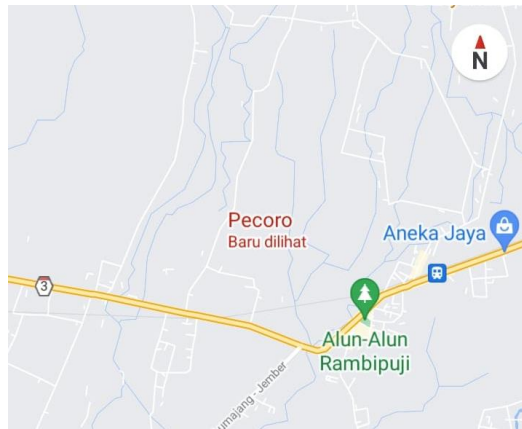 N
Pecoro
Baru dilihat
Aneka Jaya
3
Alun-Alun
Rambipuji
umajang - Jember